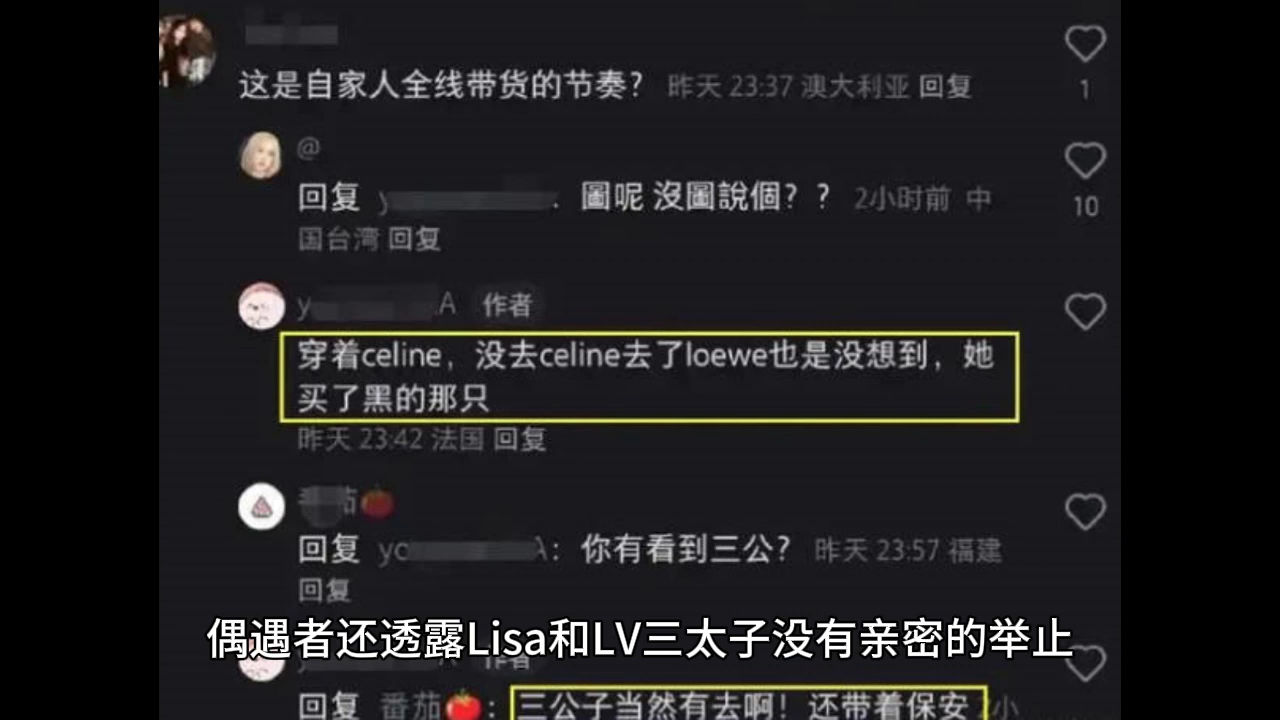 这是自家人全线带货的节奏? 昨天 23:37 澳大利亚 回复
1
@
回复 圖呢 沒圖說個? ? 2小时前 中
国台湾 回复
10
A 作者
穿着celine，没去celine去了loewe也是没想到，她
买了黑的那只
昨天 23:42 法国 回复
茄🍅
回复 yo A: 你有看到三公? 昨天 23:57 福建
回复
偶遇者还透露Lisa和LV三太子没有亲密的举止
作者
回复 番茄🍅: 三公子当然有去啊！还带着保安 2小